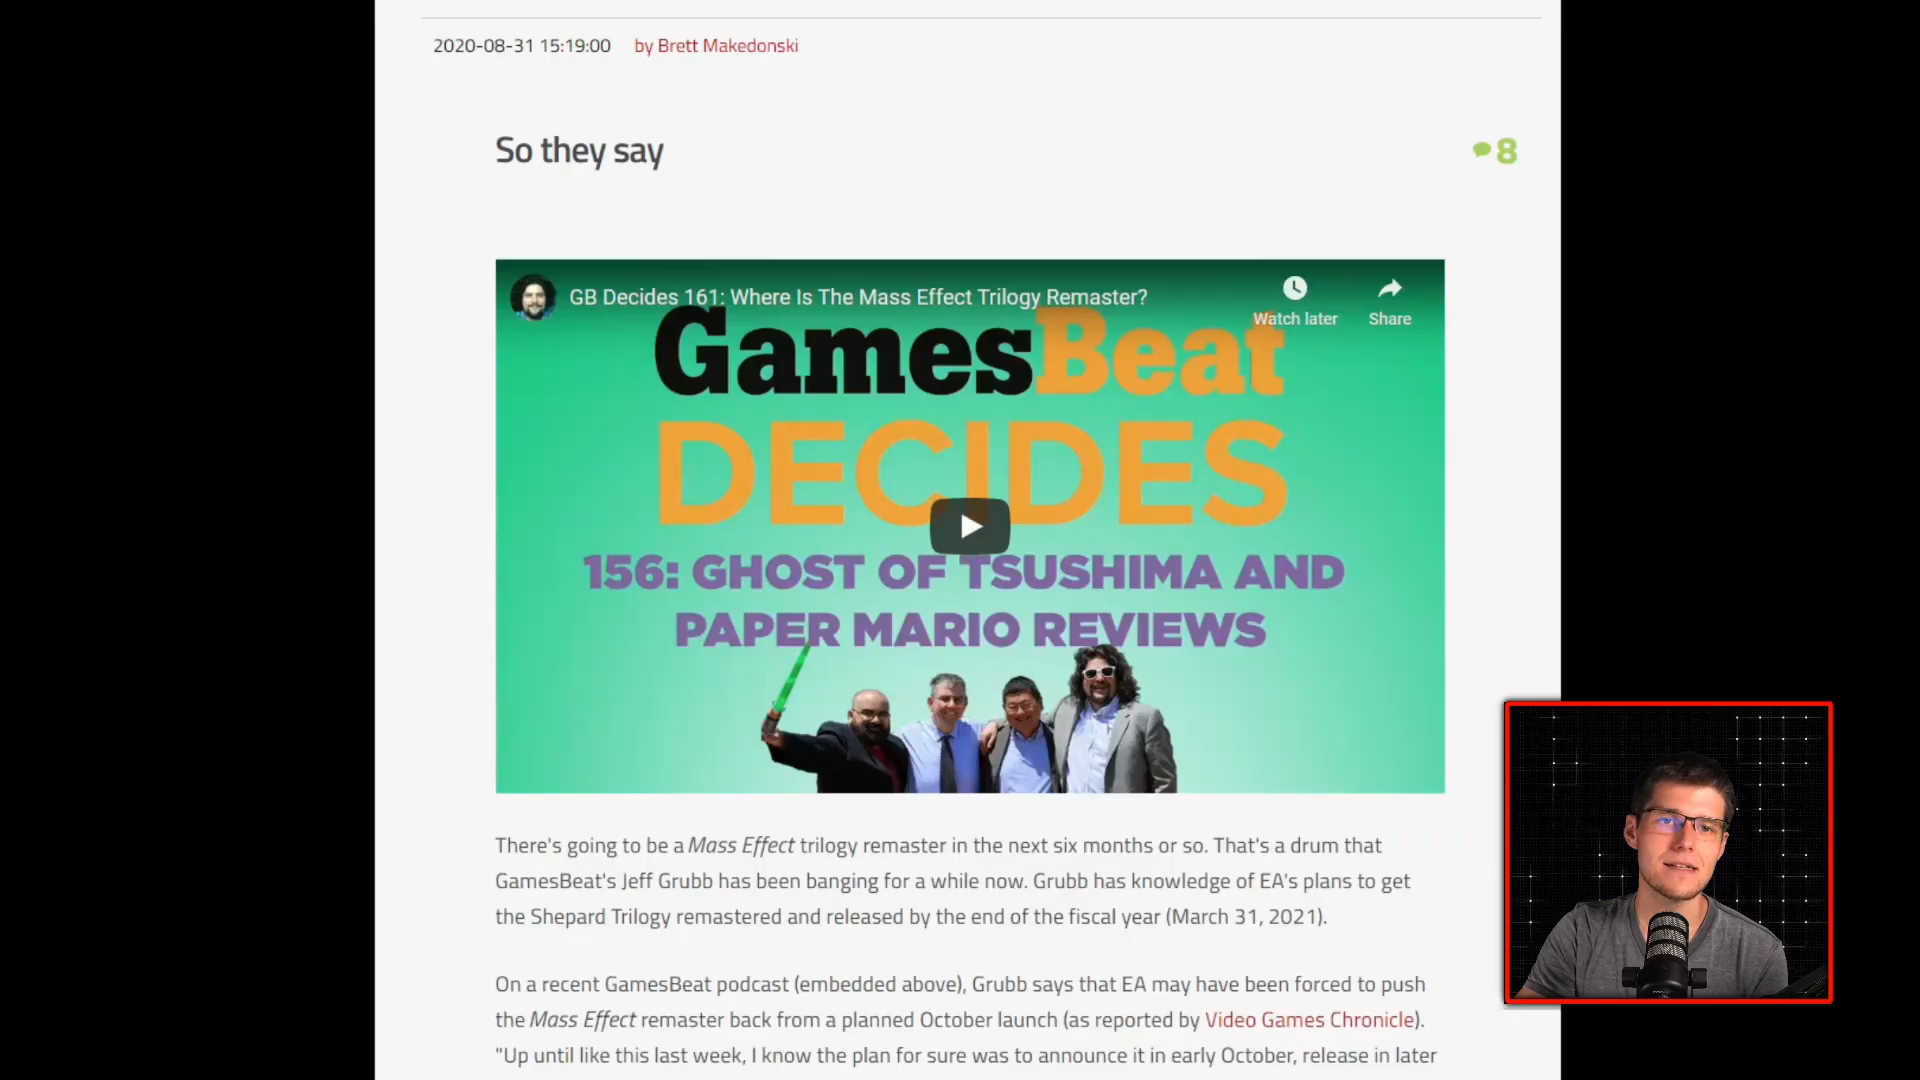 2020-08-31 15:19:00 by Brett Makedonski
So they say
8
GB Decides 161: Where Is The Mass Effect Trilogy Remaster?
Watch later
Share
GamesBeat
DECIDES
156: GHOST OF TSUSHIMA AND
PAPER MARIO REVIEWS
There's going to be a Mass Effect trilogy remaster in the next six months or so. That's a drum that
GamesBeat's Jeff Grubb has been banging for a while now. Grubb has knowledge of EA's plans to get
the Shepard Trilogy remastered and released by the end of the fiscal year (March 31, 2021).
On a recent GamesBeat podcast (embedded above), Grubb says that EA may have been forced to push
the Mass Effect remaster back from a planned October launch (as reported by Video Games Chronicle).
"Up until like this last week, I know the plan for sure was to announce it in early October, release in later